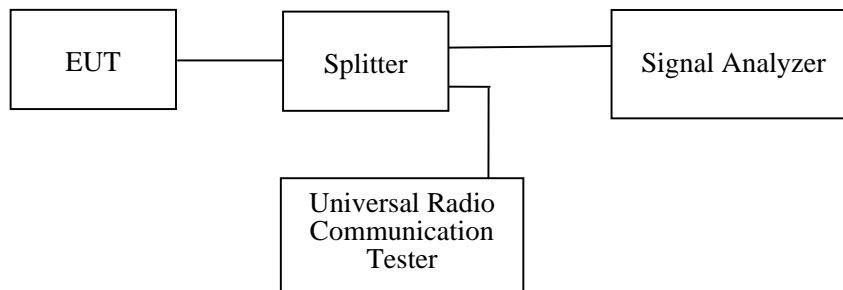 EUT
Splitter
Signal Analyzer
Universal Radio
Communication
Tester